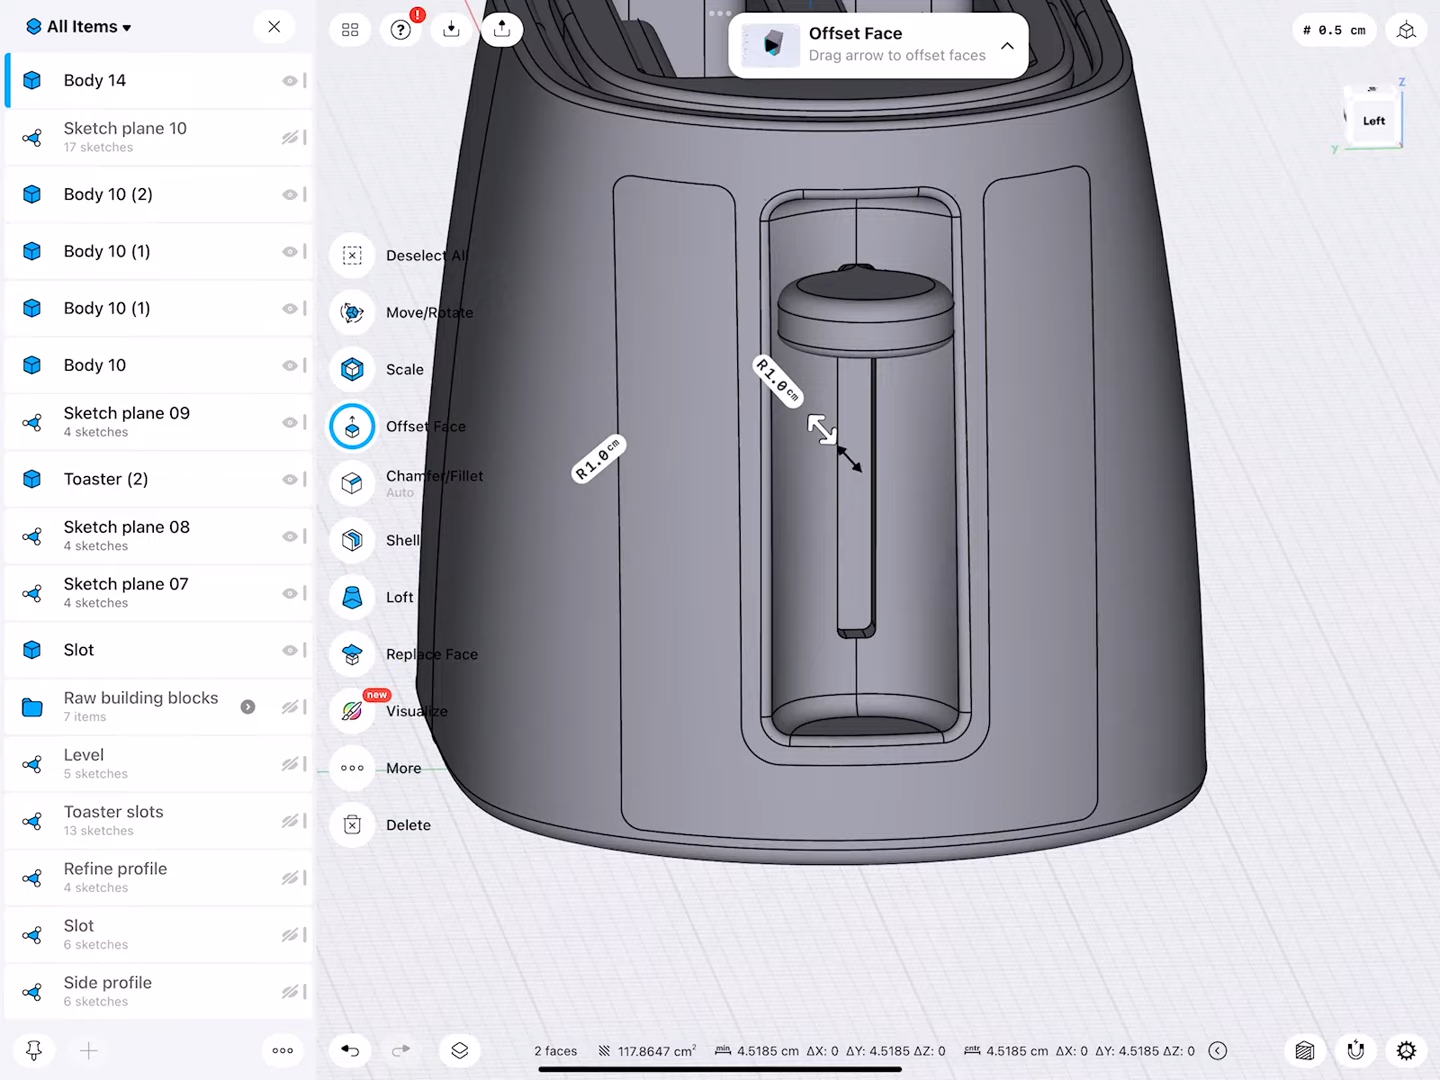 All Items
Body 14
Sketch plane 10
17 sketches
Body 10 (2)
Body 10 (1)
Body 10 (1)
Body 10
Sketch plane 09
4 sketches
Toaster (2)
Sketch plane 08
4 sketches
Sketch plane 07
4 sketches
Slot
Raw building blocks
7 items
Level
5 sketches
Toaster slots
13 sketches
Refine profile
4 sketches
Slot
6 sketches
Side profile
6 sketches
?
!
Offset Face
Drag arrow to offset faces
# 0.5 cm
Z
Left
y
Deselect All
Move/Rotate
Scale
Offset Face
Chamfer/Fillet
Auto
Shell
Loft
Replace Face
new
Visualize
More
Delete
R1.0 cm
R1.0 cm
2 faces 117.8647 cm² min 4.5185 cm ΔX: 0 ΔY: 4.5185 ΔZ: 0 cntr 4.5185 cm ΔX: 0 ΔY: 4.5185 ΔZ: 0